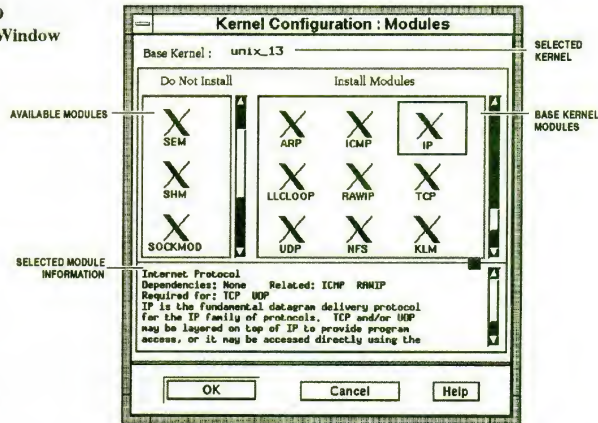 Window
Kernel Configuration : Modules
Base Kernel : unix_13
SELECTED
KERNEL
Do Not Install
Install Modules
AVAILABLE MODULES
BASE KERNEL
MODULES
SEM
ARP
ICMP
IP
SHM
LLCLOOP
RAWIP
TCP
SOCKMOD
UDP
NFS
KLM
SELECTED MODULE
INFORMATION
Internet Protocol
Dependencies: None Related: ICMP RAWIP
Required for: TCP UDP
IP is the fundamental datagram delivery protocol
for the IP family of protocols. TCP and/or UDP
may be layered on top of IP to provide program
access, or it may be accessed directly using the
OK
Cancel
Help